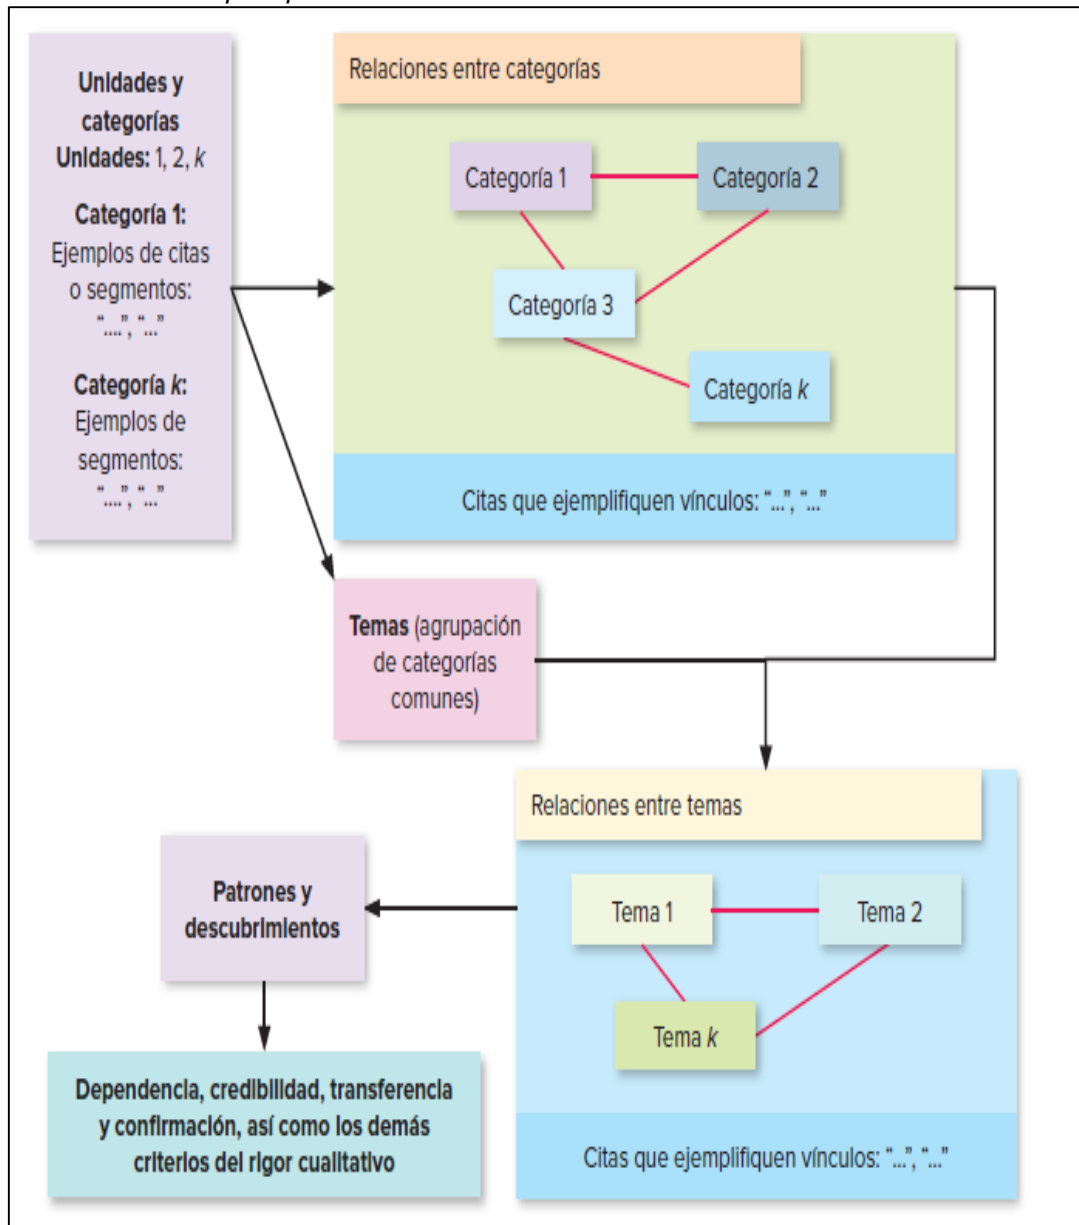 Unidades y
categorías
Unidades: 1, 2, k
Categoría 1:
Ejemplos de citas
o segmentos:
“....”, “...”
Categoría k:
Ejemplos de
segmentos:
“....”, “...”
Relaciones entre categorías
Categoría 1
Categoría 2
Categoría 3
Categoría k
Citas que ejemplifiquen vínculos: “...”, “...”
Temas (agrupación
de categorías
comunes)
Relaciones entre temas
Tema 1
Tema 2
Tema k
Citas que ejemplifiquen vínculos: “...”, “...”
Patrones y
descubrimientos
Dependencia, credibilidad, transferencia
y confirmación, así como los demás
criterios del rigor cualitativo